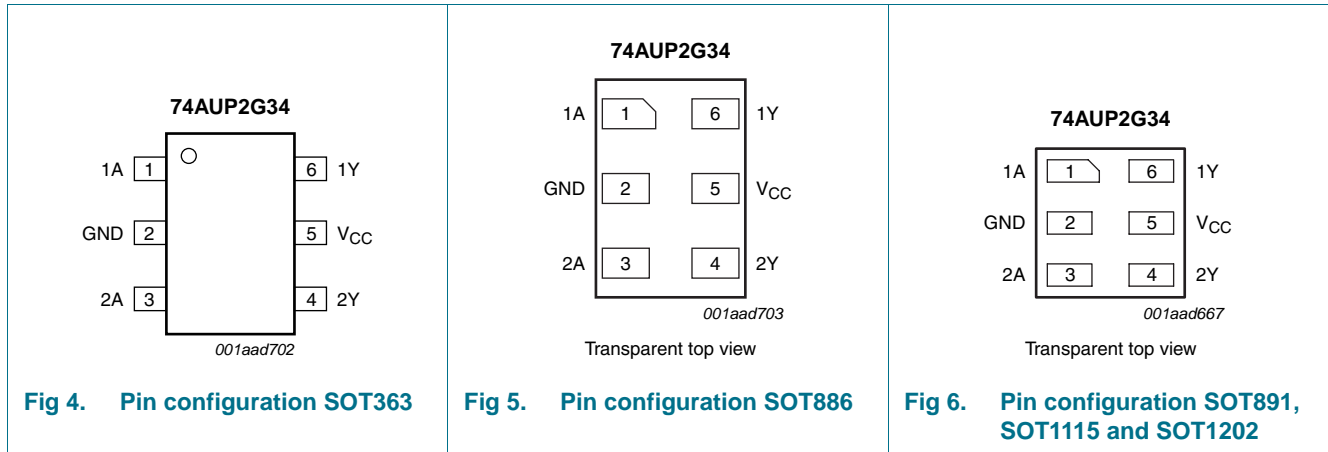 74AUP2G34
1A 1 6 1Y
GND 2 5 VCC
2A 3 4 2Y
001aad702
Fig 4. Pin configuration SOT363
74AUP2G34
1A 1 6 1Y
GND 2 5 VCC
2A 3 4 2Y
001aad703
Transparent top view
Fig 5. Pin configuration SOT886
74AUP2G34
1A 1 6 1Y
GND 2 5 VCC
2A 3 4 2Y
001aad667
Transparent top view
Fig 6. Pin configuration SOT891,
SOT1115 and SOT1202